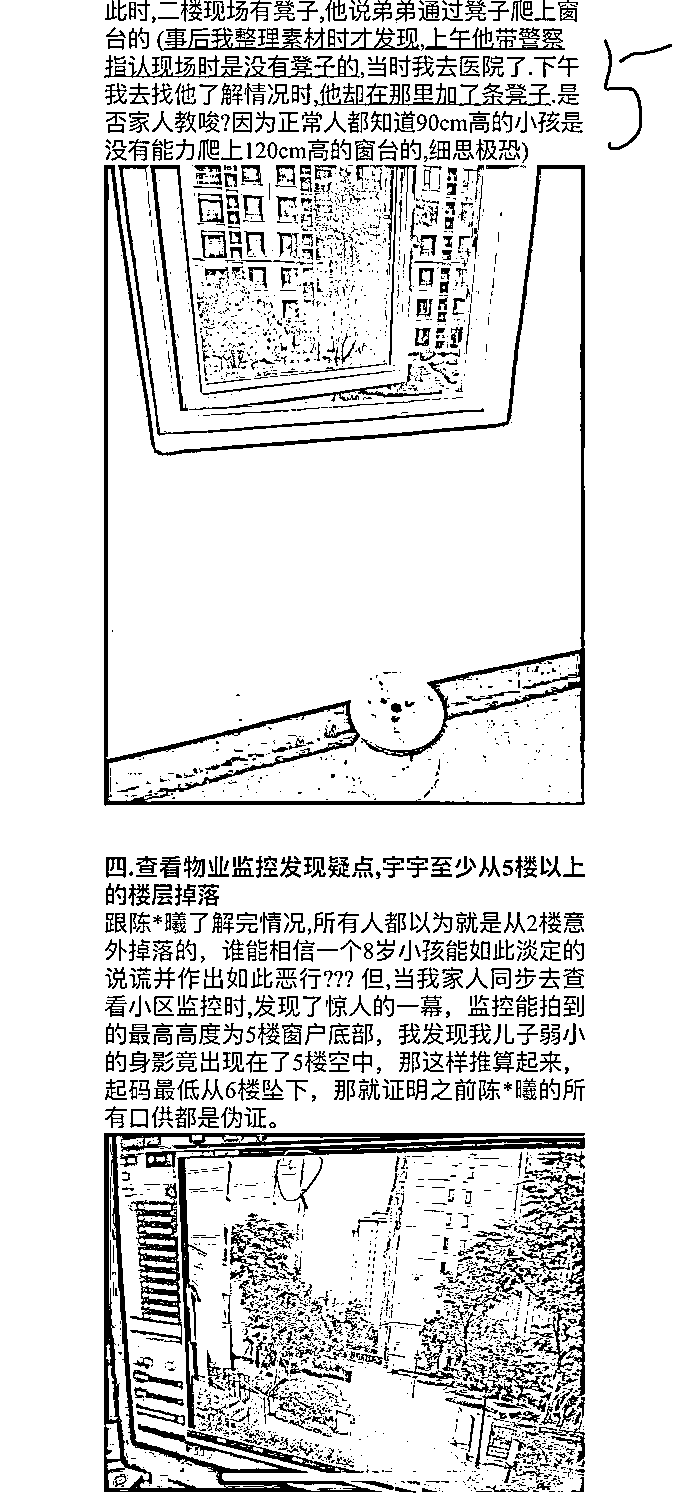 此时,二楼现场有凳子,他说弟弟通过凳子爬上窗
台的 (事后我整理素材时才发现,上午他带警察
指认现场时是没有凳子的,当时我去医院了.下午
我去找他了解情况时,他却在那里加了条凳子.是
否家人教唆?因为正常人都知道90cm高的小孩是
没有能力爬上120cm高的窗台的,细思极恐)
5
四.查看物业监控发现疑点,宇宇至少从5楼以上
的楼层掉落
跟陈*曦了解完情况,所有人都以为就是从2楼意
外掉落的，谁能相信一个8岁小孩能如此淡定的
说谎并作出如此恶行??? 但,当我家人同步去查
看小区监控时,发现了惊人的一幕，监控能拍到
的最高高度为5楼窗户底部，我发现我儿子弱小
的身影竟出现在了5楼空中，那这样推算起来，
起码最低从6楼坠下，那就证明之前陈*曦的所
有口供都是伪证。